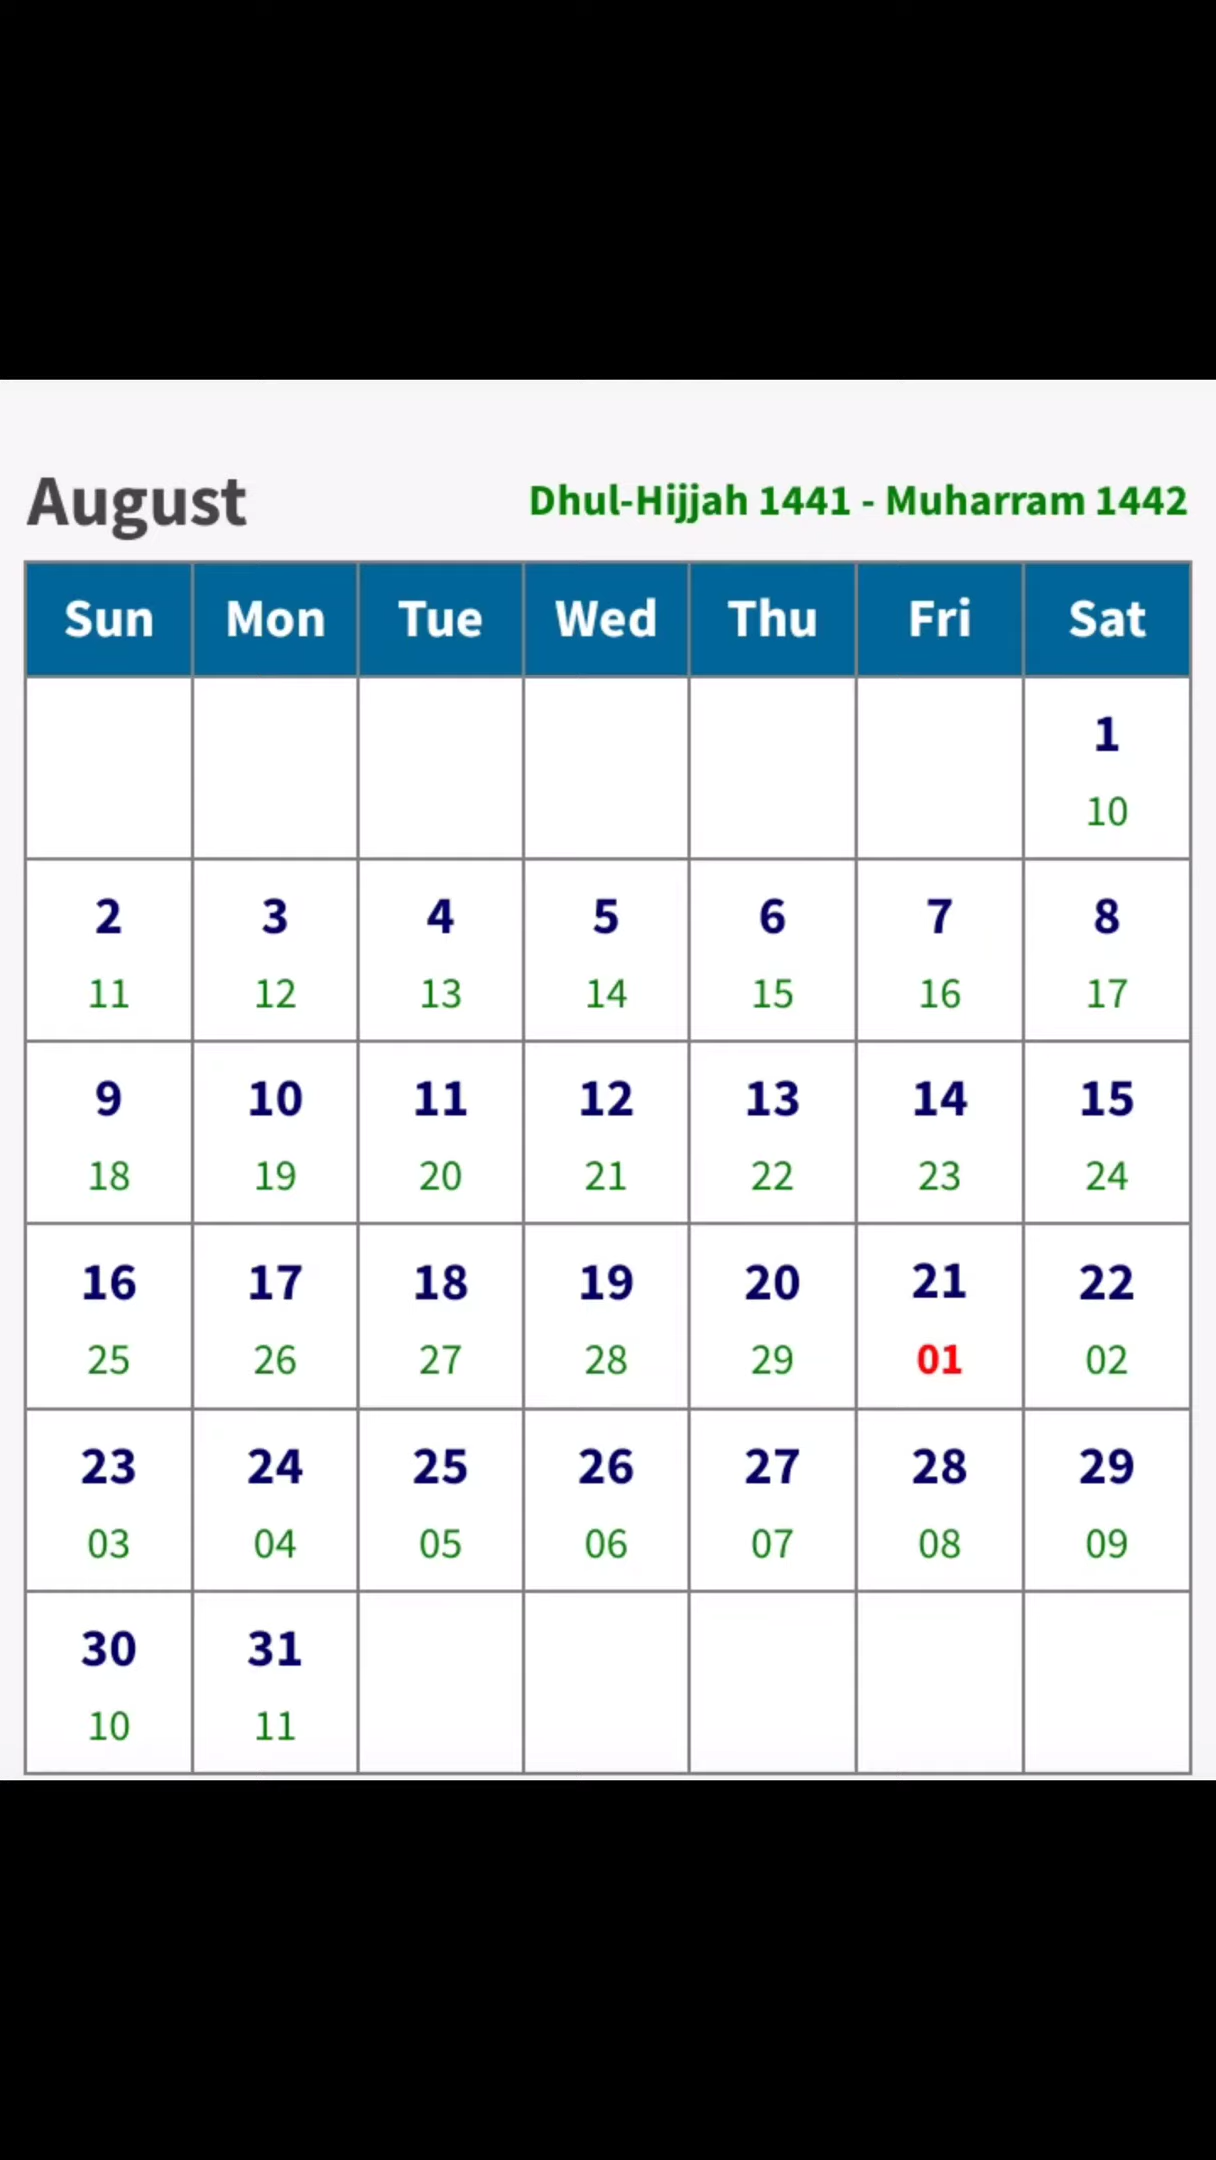 August Dhul-Hijjah 1441 - Muharram 1442
Sun Mon Tue Wed Thu Fri Sat
1
10
2 3 4 5 6 7 8
11 12 13 14 15 16 17
9 10 11 12 13 14 15
18 19 20 21 22 23 24
16 17 18 19 20 21 22
25 26 27 28 29 01 02
23 24 25 26 27 28 29
03 04 05 06 07 08 09
30 31
10 11